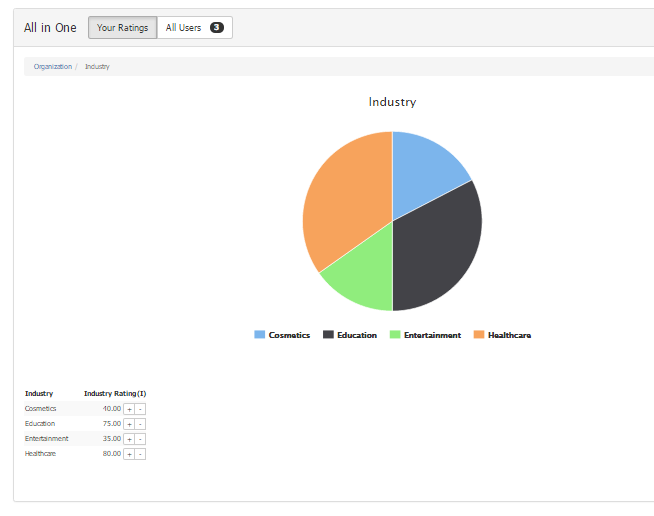 All in One Your Ratings All Users 3
Organization / Industry
Industry
Cosmetics Education Entertainment Healthcare
Industry Industry Rating(I)
Cosmetics 40.00 + -
Education 75.00 + -
Entertainment 35.00 + -
Healthcare 80.00 + -